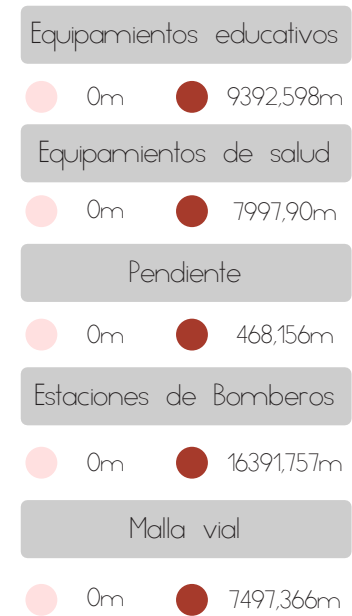 Equipamientos educativos
0m 9392,598m
Equipamientos de salud
0m 7997,90m
Pendiente
0m 468,156m
Estaciones de Bomberos
0m 16391,757m
Malla vial
0m 7497,366m